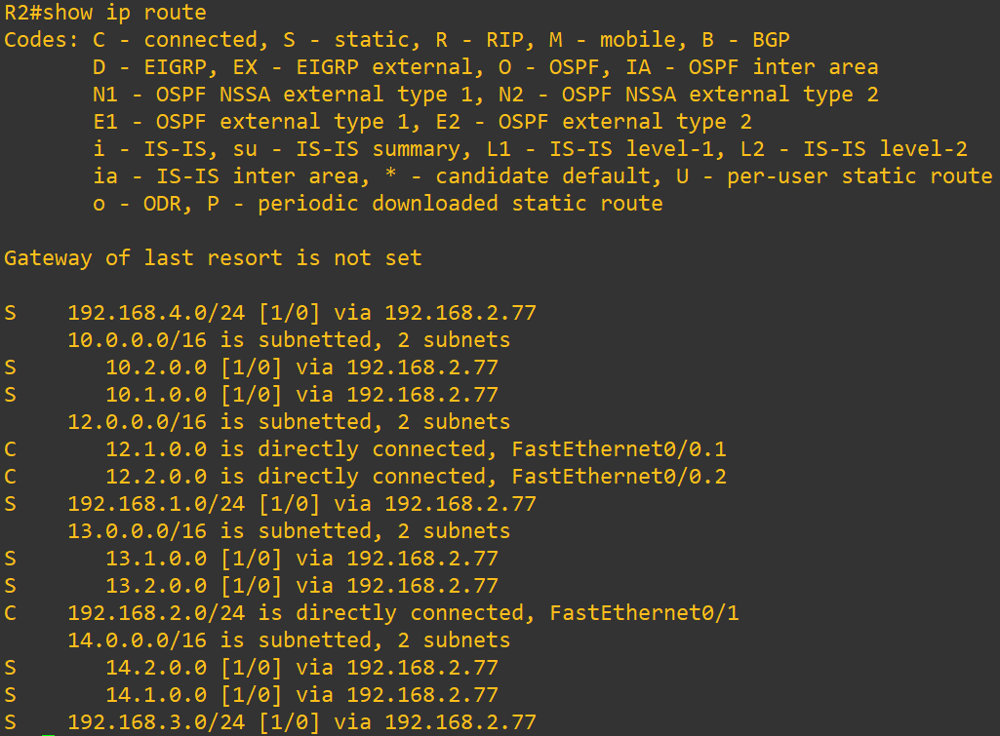 R2#show ip route
Codes: C - connected, S - static, R - RIP, M - mobile, B - BGP
       D - EIGRP, EX - EIGRP external, O - OSPF, IA - OSPF inter area
       N1 - OSPF NSSA external type 1, N2 - OSPF NSSA external type 2
       E1 - OSPF external type 1, E2 - OSPF external type 2
       i - IS-IS, su - IS-IS summary, L1 - IS-IS level-1, L2 - IS-IS level-2
       ia - IS-IS inter area, * - candidate default, U - per-user static route
       o - ODR, P - periodic downloaded static route

Gateway of last resort is not set

S    192.168.4.0/24 [1/0] via 192.168.2.77
     10.0.0.0/16 is subnetted, 2 subnets
S       10.2.0.0 [1/0] via 192.168.2.77
S       10.1.0.0 [1/0] via 192.168.2.77
     12.0.0.0/16 is subnetted, 2 subnets
C       12.1.0.0 is directly connected, FastEthernet0/0.1
C       12.2.0.0 is directly connected, FastEthernet0/0.2
S    192.168.1.0/24 [1/0] via 192.168.2.77
     13.0.0.0/16 is subnetted, 2 subnets
S       13.1.0.0 [1/0] via 192.168.2.77
S       13.2.0.0 [1/0] via 192.168.2.77
C    192.168.2.0/24 is directly connected, FastEthernet0/1
     14.0.0.0/16 is subnetted, 2 subnets
S       14.2.0.0 [1/0] via 192.168.2.77
S       14.1.0.0 [1/0] via 192.168.2.77
S    192.168.3.0/24 [1/0] via 192.168.2.77